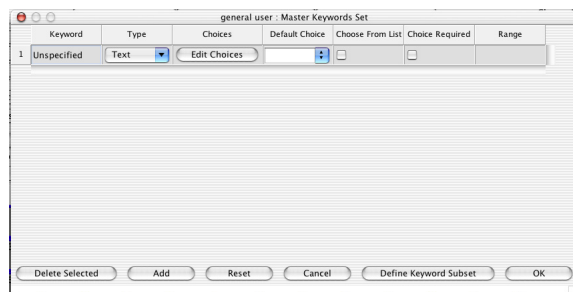 general user : Master Keywords Set
Keyword Type Choices Default Choice Choose From List Choice Required Range
1 Unspecified Text Edit Choices
Delete Selected Add Reset Cancel Define Keyword Subset OK